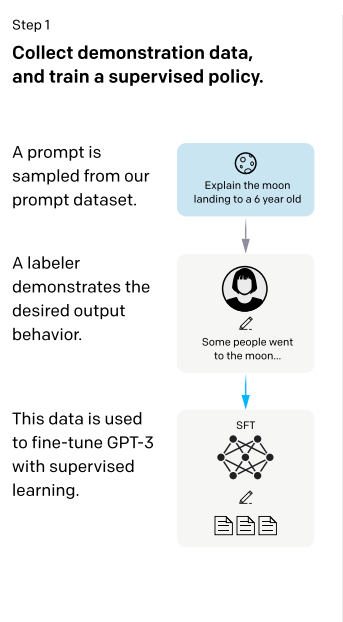 Step 1
Collect demonstration data,
and train a supervised policy.
A prompt is
sampled from our
prompt dataset.
Explain the moon
landing to a 6 year old
A labeler
demonstrates the
desired output
behavior.
Some people went
to the moon...
This data is used
to fine-tune GPT-3
with supervised
learning.
SFT